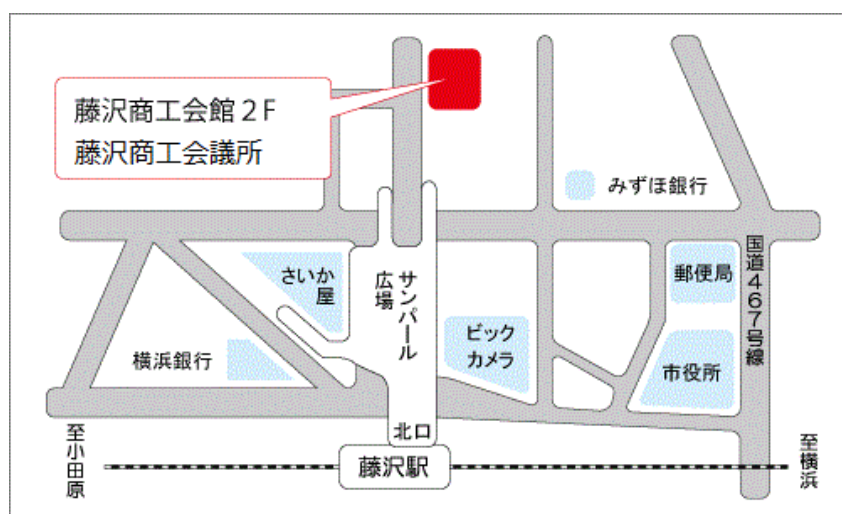 藤沢商工会館２F
藤沢商工会議所
みずほ銀行
さいか
屋
サンパール
広場
郵便局
国道４６７号線
ビック
カメラ
横浜銀行
市役所
北口
藤沢駅
至小田原
至横浜